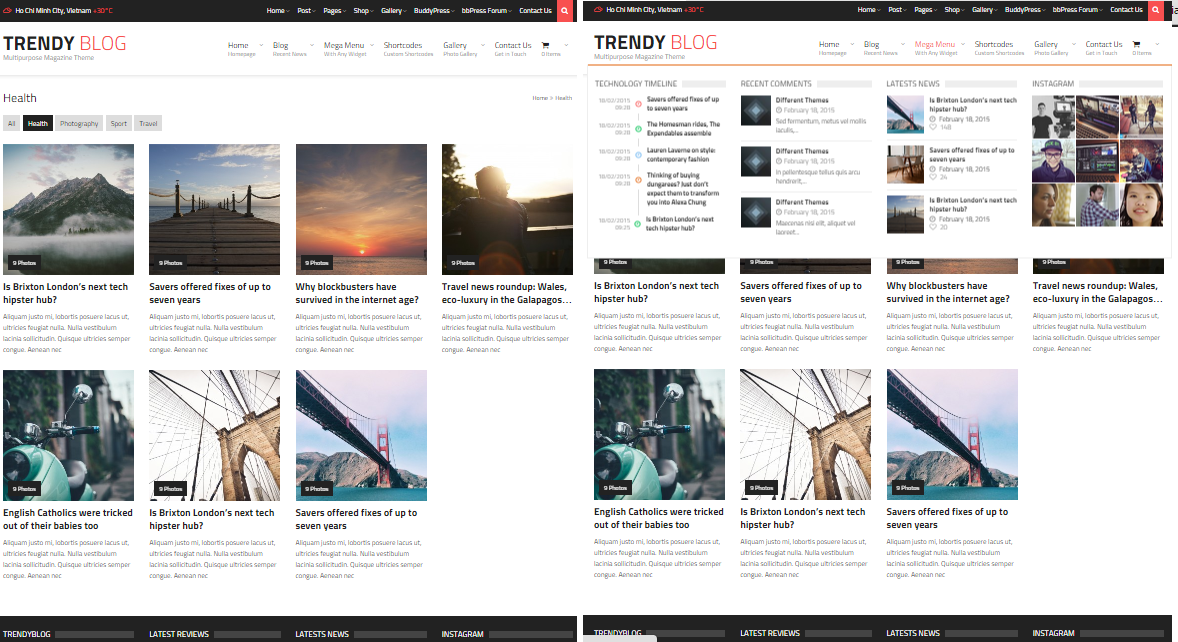 Ho Chi Minh City, Vietnam +30°C
Home Post Pages Shop Gallery BuddyPress bbPress Forum Contact Us
TRENDY BLOG
Multipurpose Magazine Theme
Home Blog Mega Menu Shortcodes Gallery Contact Us
Homepage Recent News With Any Widget Custom Shortcodes Photo Gallery Get in Touch 0 Items
Health
Home > Health
All Health Photography Sport Travel
9 Photos 9 Photos 9 Photos 9 Photos
Is Brixton London's next tech
hipster hub?
Savers offered fixes of up to
seven years
Why blockbusters have
survived in the internet age?
Travel news roundup: Wales,
eco-luxury in the Galapagos...
Aliquam justo mi, lobortis posuere lacus ut,
ultricies feugiat nulla. Nulla vestibulum
lacinia sollicitudin. Quisque ultricies semper
congue. Aenean nec
Aliquam justo mi, lobortis posuere lacus ut,
ultricies feugiat nulla. Nulla vestibulum
lacinia sollicitudin. Quisque ultricies semper
congue. Aenean nec
Aliquam justo mi, lobortis posuere lacus ut,
ultricies feugiat nulla. Nulla vestibulum
lacinia sollicitudin. Quisque ultricies semper
congue. Aenean nec
Aliquam justo mi, lobortis posuere lacus ut,
ultricies feugiat nulla. Nulla vestibulum
lacinia sollicitudin. Quisque ultricies semper
congue. Aenean nec
9 Photos 9 Photos 9 Photos
English Catholics were tricked
out of their babies too
Is Brixton London's next tech
hipster hub?
Savers offered fixes of up to
seven years
Aliquam justo mi, lobortis posuere lacus ut,
ultricies feugiat nulla. Nulla vestibulum
lacinia sollicitudin. Quisque ultricies semper
congue. Aenean nec
Aliquam justo mi, lobortis posuere lacus ut,
ultricies feugiat nulla. Nulla vestibulum
lacinia sollicitudin. Quisque ultricies semper
congue. Aenean nec
Aliquam justo mi, lobortis posuere lacus ut,
ultricies feugiat nulla. Nulla vestibulum
lacinia sollicitudin. Quisque ultricies semper
congue. Aenean nec
TRENDYBLOG LATEST REVIEWS LATEST NEWS INSTAGRAM
Ho Chi Minh City, Vietnam +30°C
Home Post Pages Shop Gallery BuddyPress bbPress Forum Contact Us
TRENDY BLOG
Multipurpose Magazine Theme
Home Blog Mega Menu Shortcodes Gallery Contact Us
Homepage Recent News With Any Widget Custom Shortcodes Photo Gallery Get in Touch 0 Items
TECHNOLOGY TIMELINE
18/02/2015
09:28
Savers offered fixes of up
to seven years
18/02/2015
09:28
The Homesman rides, The
Expendables assemble
18/02/2015
09:28
Lauren Laverne on style:
contemporary fashion
18/02/2015
09:28
Thinking of buying
dungarees? Just don't
expect them to transform
you into Alexa Chung
18/02/2015
09:25
Is Brixton London's next
tech hipster hub?
RECENT COMMENTS
Different Themes
February 18, 2015
Sed fermentum, metus vel mollis
iaculis,...
Different Themes
February 18, 2015
In pellentesque tellus quis arcu
hendrerit,...
Different Themes
February 18, 2015
Maecenas nisl elit, aliquet vel
laoreet...
LATESTS NEWS
Is Brixton London's next tech
hipster hub?
February 18, 2015
148
Savers offered fixes of up to
seven years
February 18, 2015
24
Is Brixton London's next tech
hipster hub?
February 18, 2015
20
INSTAGRAM
9 Photos 9 Photos 9 Photos 9 Photos
Is Brixton London's next tech
hipster hub?
Savers offered fixes of up to
seven years
Why blockbusters have
survived in the internet age?
Travel news roundup: Wales,
eco-luxury in the Galapagos...
Aliquam justo mi, lobortis posuere lacus ut,
ultricies feugiat nulla. Nulla vestibulum
lacinia sollicitudin. Quisque ultricies semper
congue. Aenean nec
Aliquam justo mi, lobortis posuere lacus ut,
ultricies feugiat nulla. Nulla vestibulum
lacinia sollicitudin. Quisque ultricies semper
congue. Aenean nec
Aliquam justo mi, lobortis posuere lacus ut,
ultricies feugiat nulla. Nulla vestibulum
lacinia sollicitudin. Quisque ultricies semper
congue. Aenean nec
Aliquam justo mi, lobortis posuere lacus ut,
ultricies feugiat nulla. Nulla vestibulum
lacinia sollicitudin. Quisque ultricies semper
congue. Aenean nec
9 Photos 9 Photos 9 Photos
English Catholics were tricked
out of their babies too
Is Brixton London's next tech
hipster hub?
Savers offered fixes of up to
seven years
Aliquam justo mi, lobortis posuere lacus ut,
ultricies feugiat nulla. Nulla vestibulum
lacinia sollicitudin. Quisque ultricies semper
congue. Aenean nec
Aliquam justo mi, lobortis posuere lacus ut,
ultricies feugiat nulla. Nulla vestibulum
lacinia sollicitudin. Quisque ultricies semper
congue. Aenean nec
Aliquam justo mi, lobortis posuere lacus ut,
ultricies feugiat nulla. Nulla vestibulum
lacinia sollicitudin. Quisque ultricies semper
congue. Aenean nec
TRENDYBLOG LATEST REVIEWS LATEST NEWS INSTAGRAM